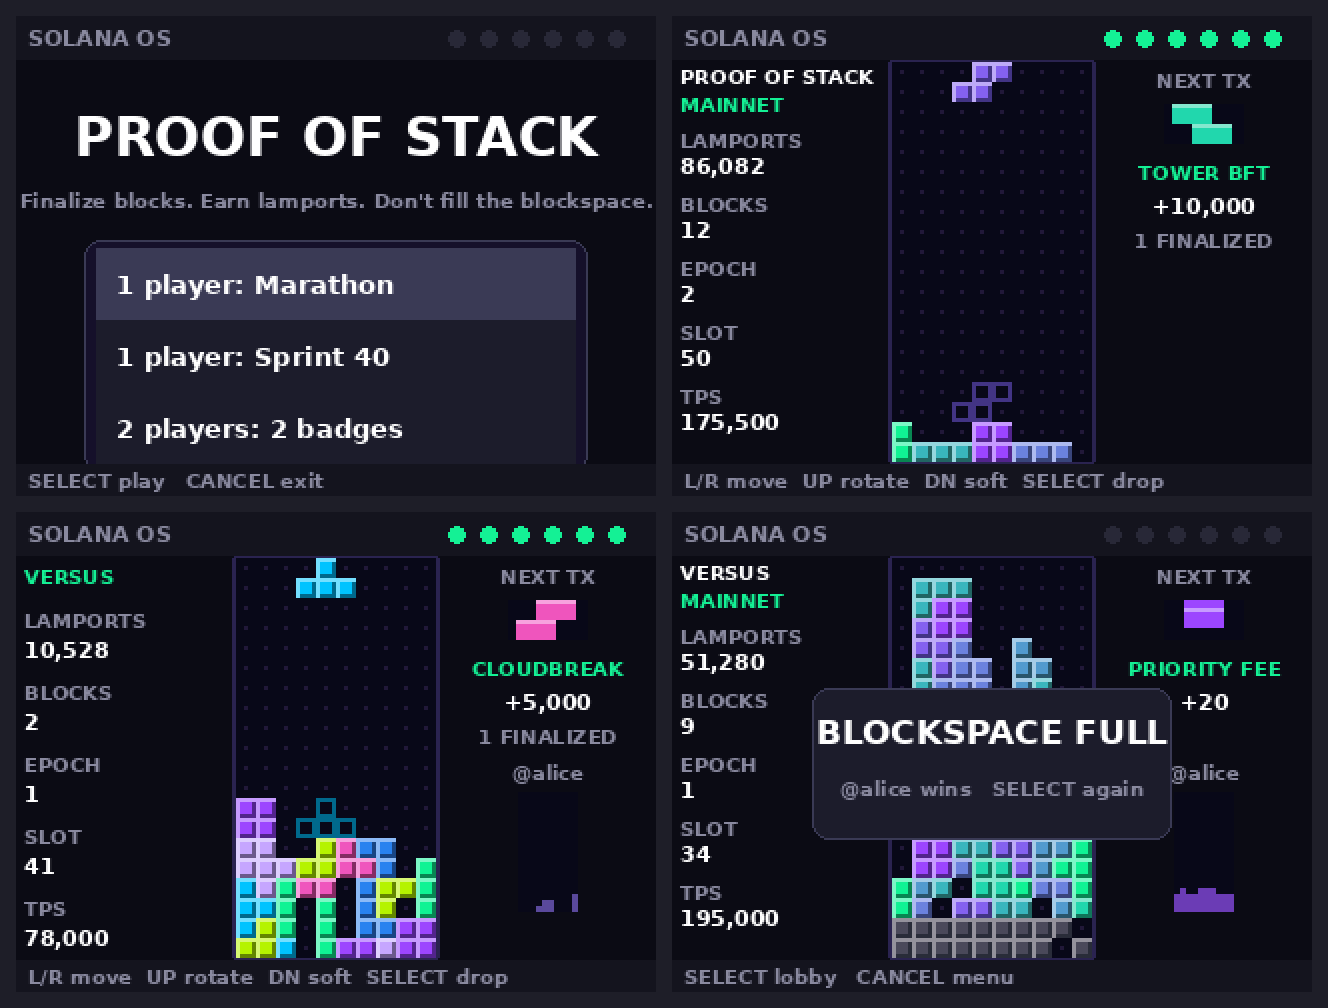 SOLANA OS
PROOF OF STACK
Finalize blocks. Earn lamports. Don't fill the blockspace.
1 player: Marathon
1 player: Sprint 40
2 players: 2 badges
SELECT play CANCEL exit
SOLANA OS
PROOF OF STACK
MAINNET
LAMPORTS
86,082
BLOCKS
12
EPOCH
2
SLOT
50
TPS
175,500
NEXT TX
TOWER BFT
+10,000
1 FINALIZED
L/R move UP rotate DN soft SELECT drop
SOLANA OS
VERSUS
LAMPORTS
10,528
BLOCKS
2
EPOCH
1
SLOT
41
TPS
78,000
NEXT TX
CLOUDBREAK
+5,000
1 FINALIZED
@alice
L/R move UP rotate DN soft SELECT drop
SOLANA OS
VERSUS
MAINNET
LAMPORTS
51,280
BLOCKS
9
EPOCH
1
SLOT
34
TPS
195,000
BLOCKSPACE FULL
@alice wins SELECT again
NEXT TX
PRIORITY FEE
+20
@alice
SELECT lobby CANCEL menu